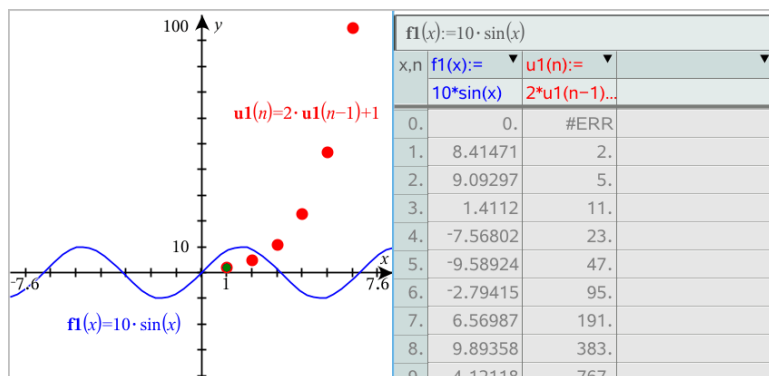 100
y
u1(n)=2·u1(n−1)+1
10
x
-7.6
1
7.6
f1(x)=10·sin(x)
f1(x):=10·sin(x)
x,n f1(x):= ▼ u1(n):= ▼ ▼
10*sin(x) 2*u1(n−1)...
0. 0. #ERR
1. 8.41471 2.
2. 9.09297 5.
3. 1.4112 11.
4. -7.56802 23.
5. -9.58924 47.
6. -2.79415 95.
7. 6.56987 191.
8. 9.89358 383.